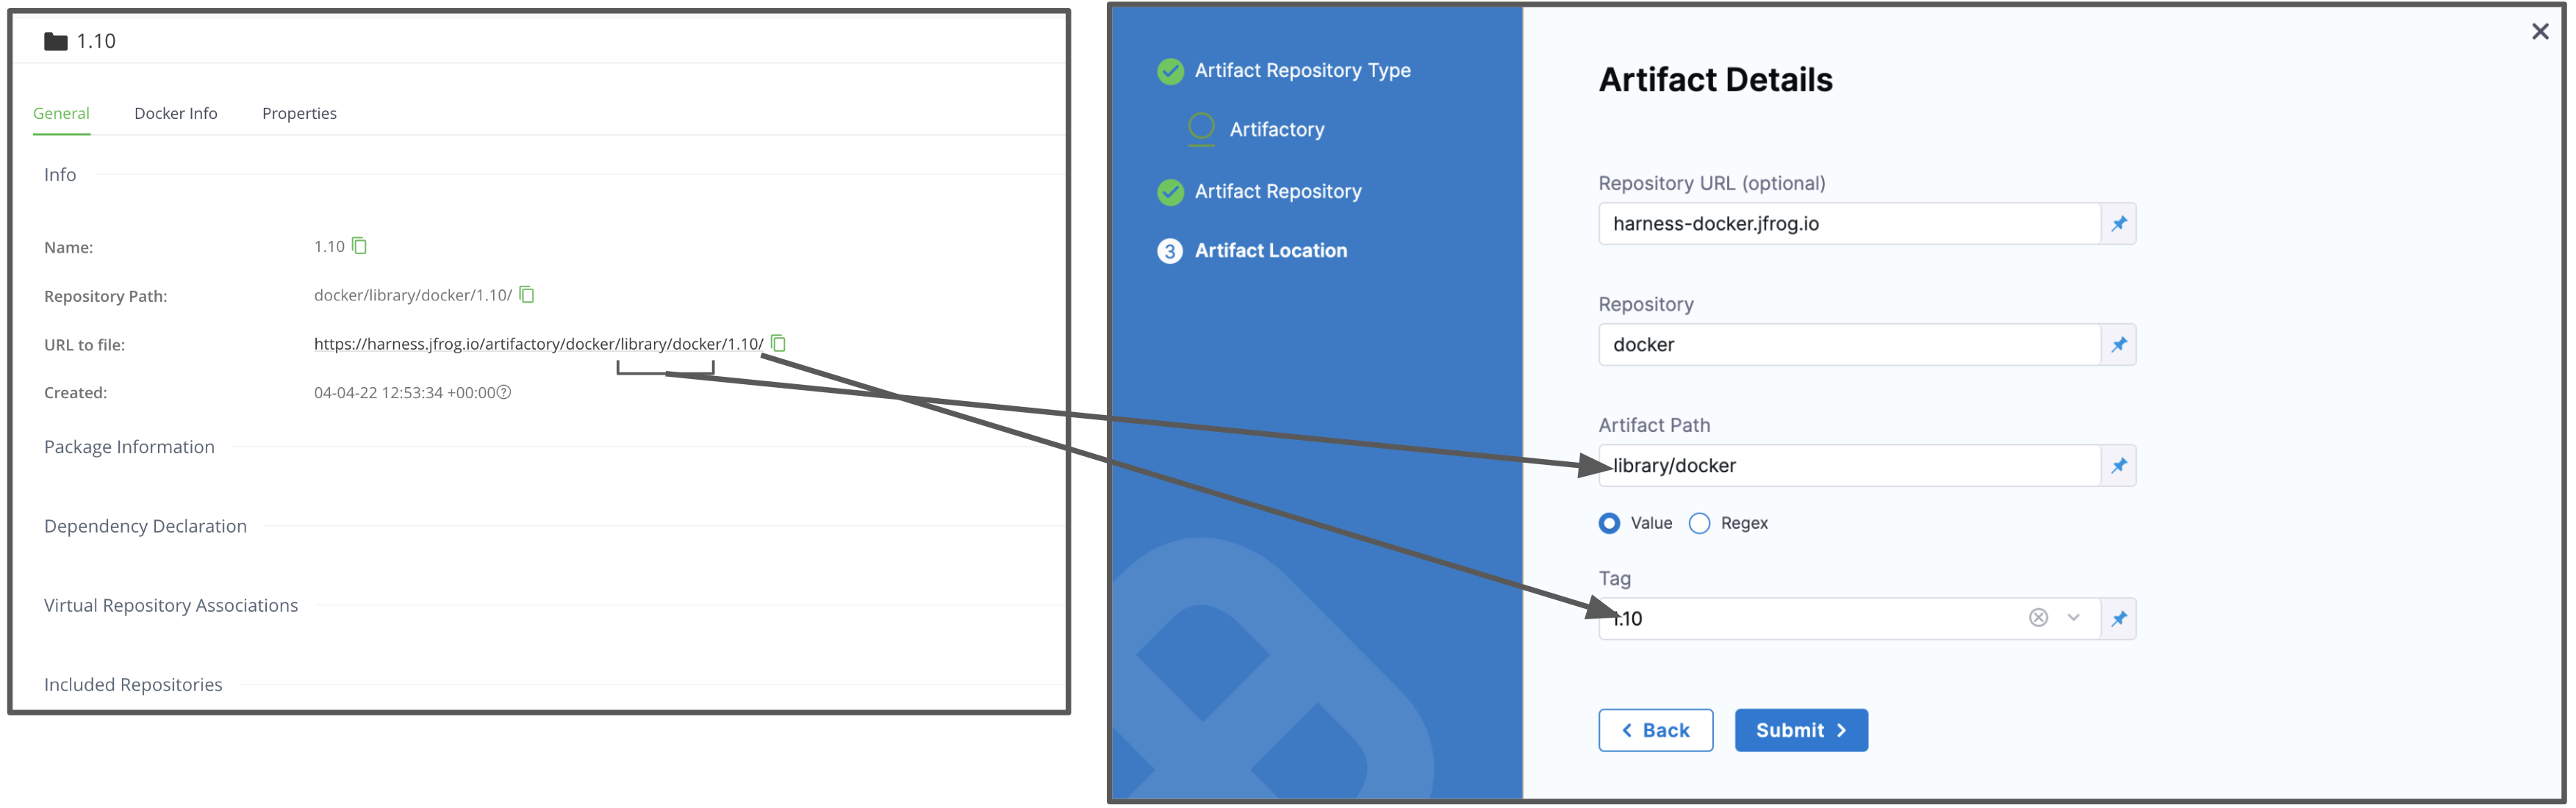 1.10
General Docker Info Properties
Info
Name: 1.10
Repository Path: docker/library/docker/1.10/
URL to file: https://harness.jfrog.io/artifactory/docker/library/docker/1.10/
Created: 04-04-22 12:53:34 +00:00
Package Information
Dependency Declaration
Virtual Repository Associations
Included Repositories
Artifact Repository Type
Artifactory
Artifact Repository
3 Artifact Location
Artifact Details
Repository URL (optional)
harness-docker.jfrog.io
Repository
docker
Artifact Path
library/docker
Value Regex
Tag
1.10
Back Submit